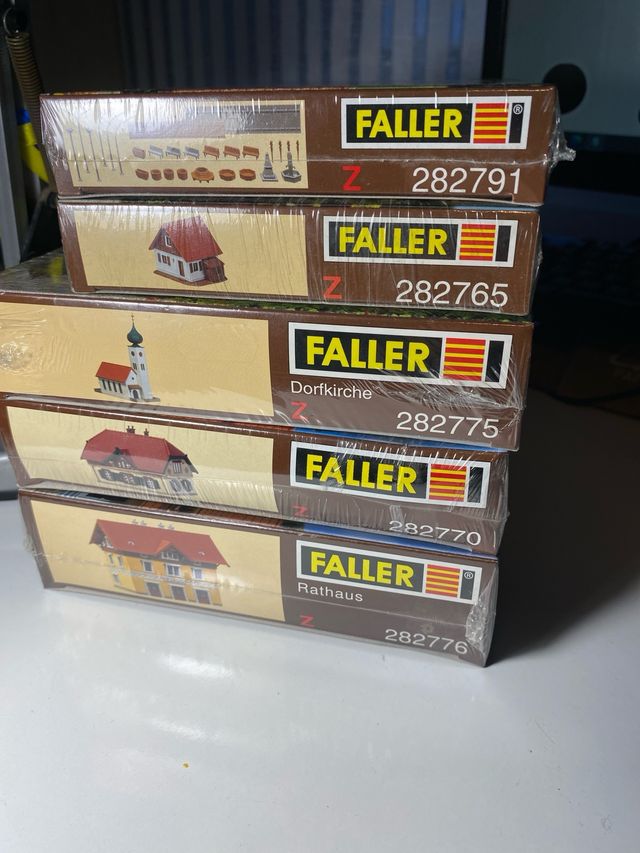 FALLER ®
Z 282791
FALLER
Z 282765
FALLER
Dorfkirche
Z 282775
FALLER
Z 282770
FALLER ®
Rathaus
Z 282776